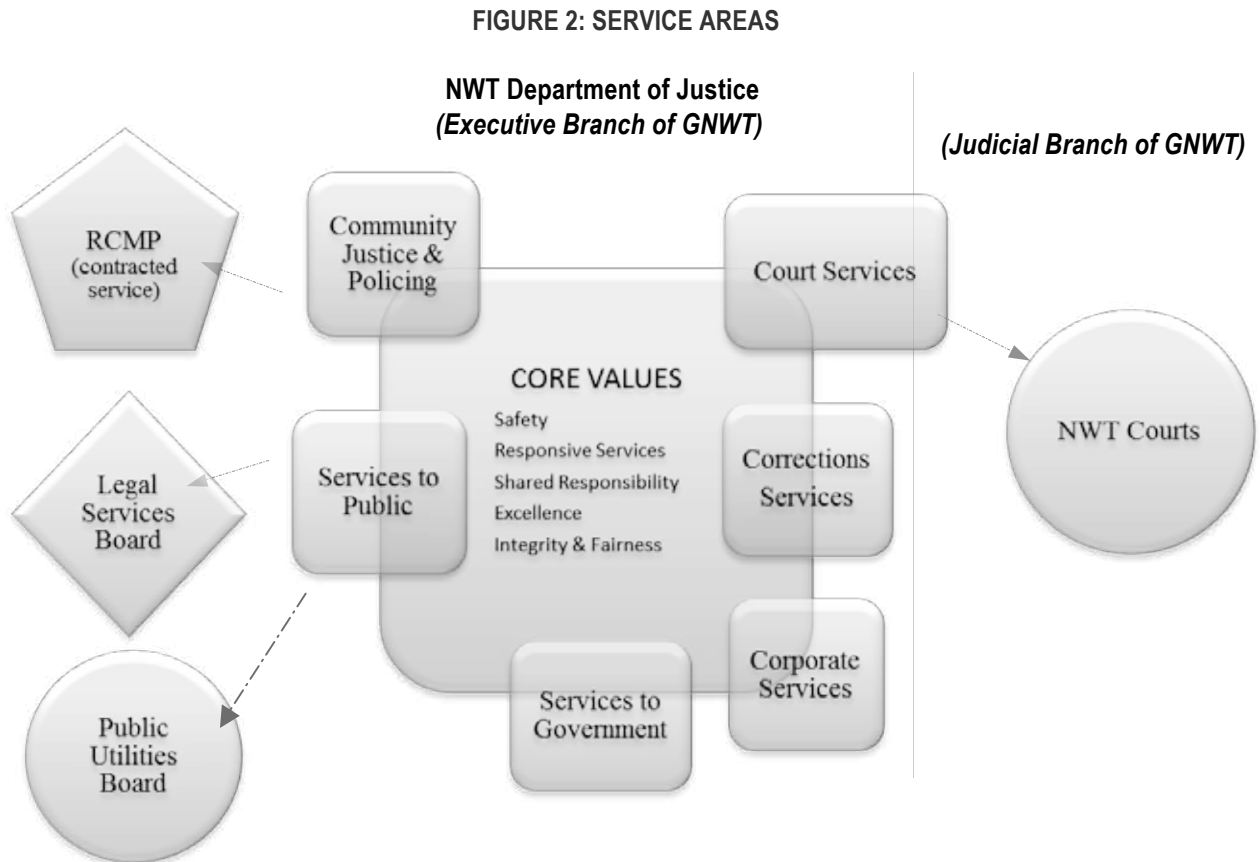 FIGURE 2: SERVICE AREAS
NWT Department of Justice
(Executive Branch of GNWT)
(Judicial Branch of GNWT)
RCMP
(contracted
service)
Community
Justice &
Policing
Court Services
CORE VALUES
Safety
Responsive Services
Shared Responsibility
Excellence
Integrity & Fairness
NWT Courts
Legal
Services
Board
Services to
Public
Corrections
Services
Public
Utilities
Board
Services to
Government
Corporate
Services